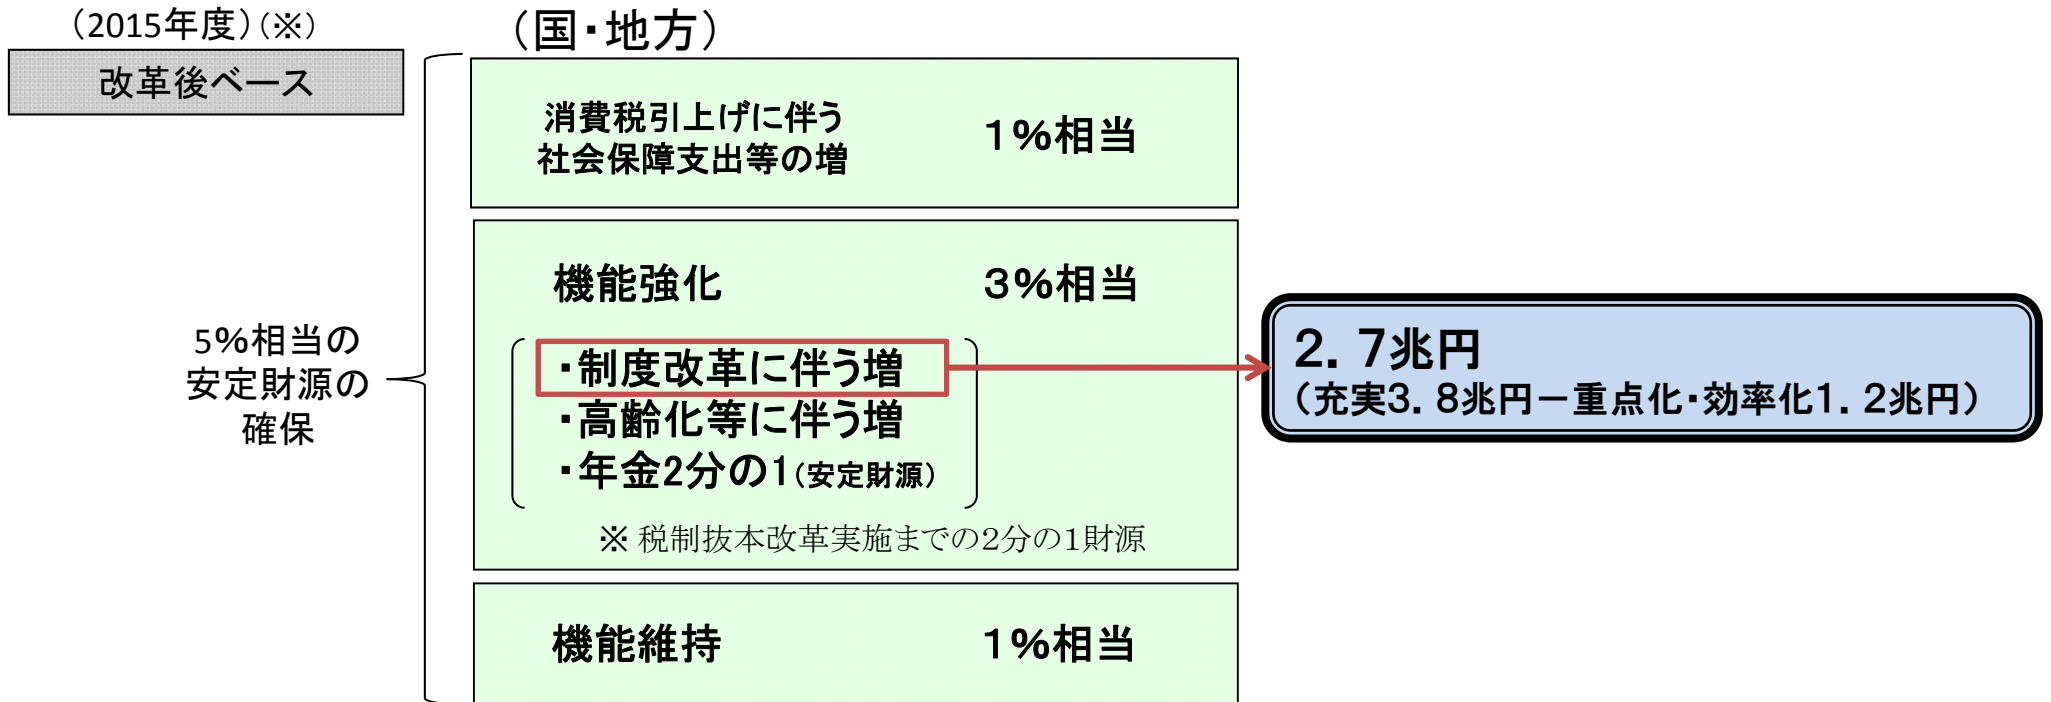 （2015年度）（※）
改革後ベース
（国・地方）
消費税引上げに伴う
社会保障支出等の増
１％相当
機能強化
３％相当
・制度改革に伴う増
・高齢化等に伴う増
・年金2分の1（安定財源）
※ 税制抜本改革実施までの２分の１財源
機能維持
１％相当
5％相当の
安定財源の
確保
２．７兆円
（充実3．8兆円－重点化・効率化1．2兆円）